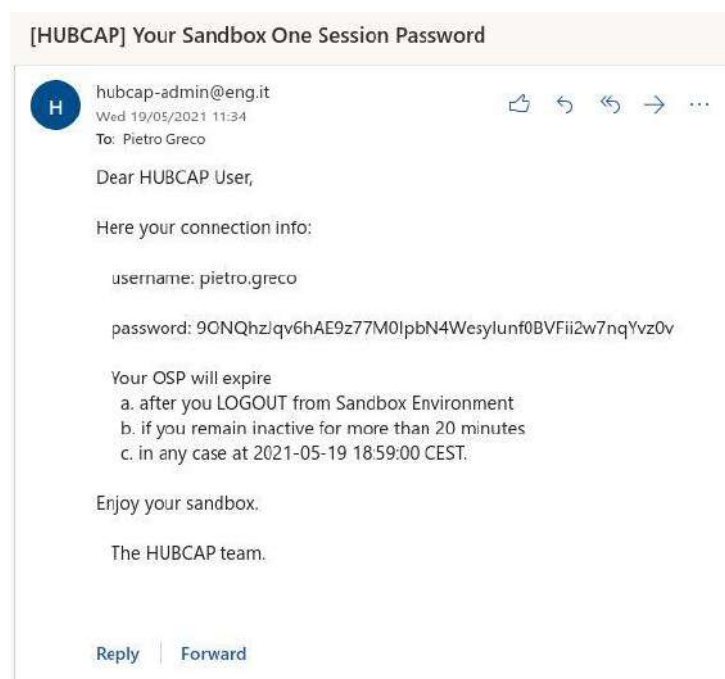 [HUBCAP] Your Sandbox One Session Password
H
hubcap-admin@eng.it
Wed 19/05/2021 11:34
To: Pietro Greco
Dear HUBCAP User,
Here your connection info:
username: pietro.greco
password:
Your OSP will expire
a. after you LOGOUT from Sandbox Environment
b. if you remain inactive for more than 20 minutes
c. in any case at 2021-05-19 18:59:00 CEST.
Enjoy your sandbox.
The HUBCAP team.
Reply
Forward